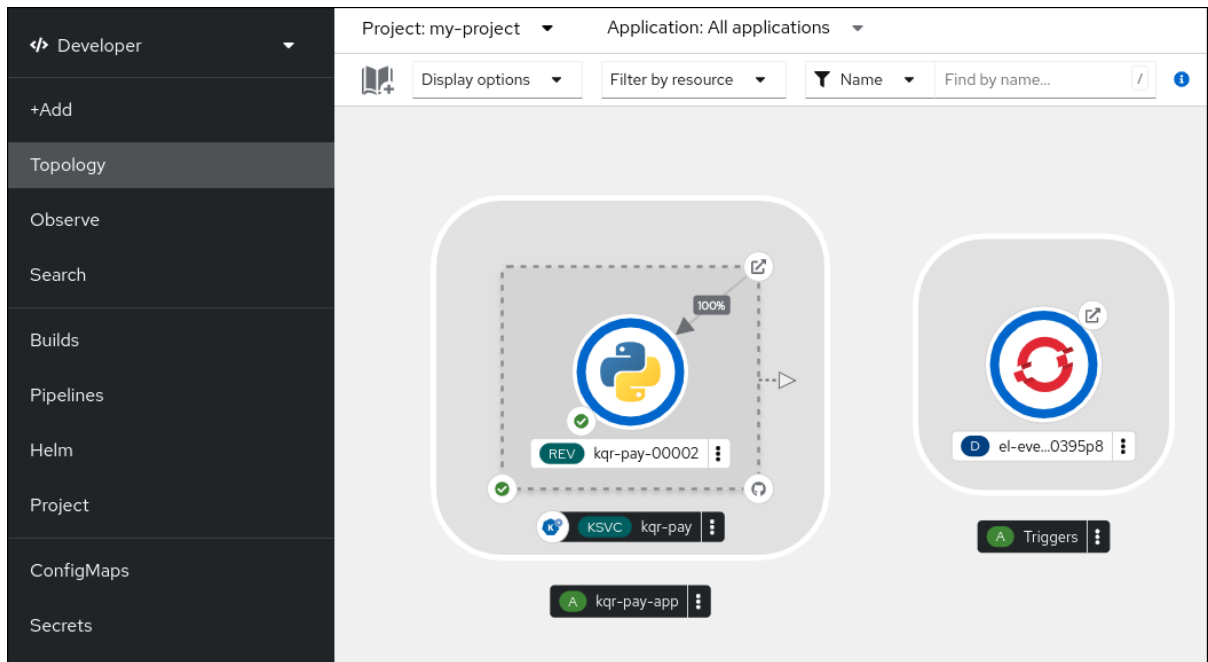 Developer
+Add
Topology
Observe
Search
Builds
Pipelines
Helm
Project
ConfigMaps
Secrets
Project: my-project
Application: All applications
Display options
Filter by resource
Name
Find by name...
/
i
100%
REV kqr-pay-00002
K
KSVC kqr-pay
A kqr-pay-app
D el-eve...0395p8
A Triggers